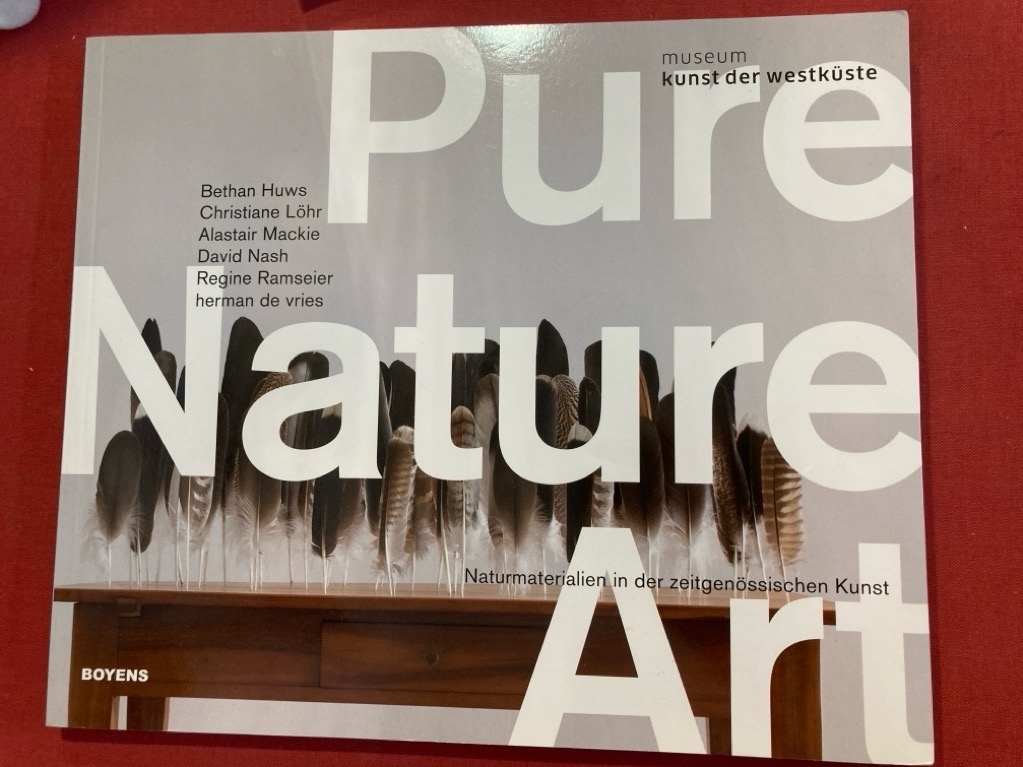 Pure
museum
kunst der westküste
Bethan Huws
Christiane Löhr
Alastair Mackie
David Nash
Regine Ramseier
herman de vries
Nature
Naturmaterialien in der zeitgenössischen Kunst
Art
BOYENS